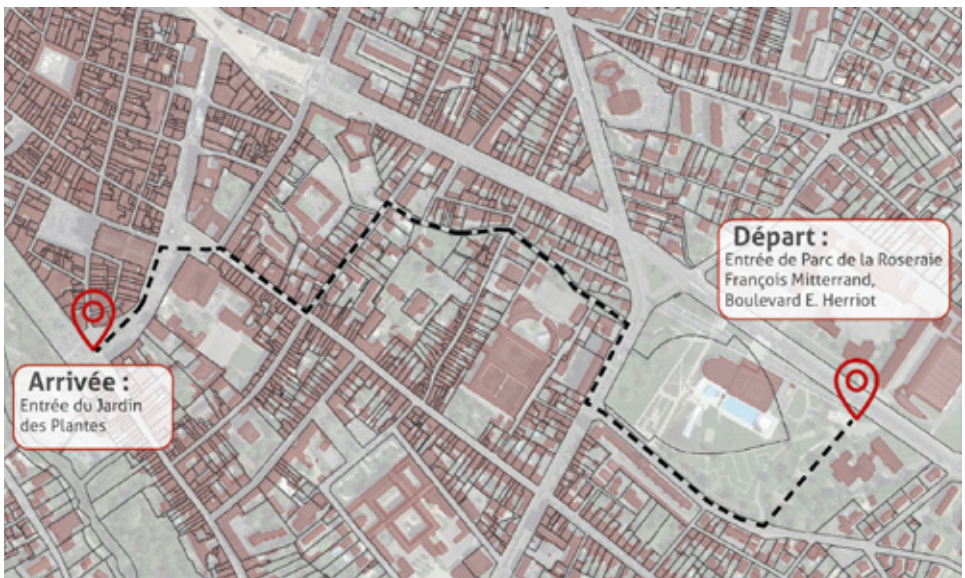 Départ :
Entrée de Parc de la Roseraie
François Mitterrand,
Boulevard E. Herriot
Arrivée :
Entrée du Jardin
des Plantes